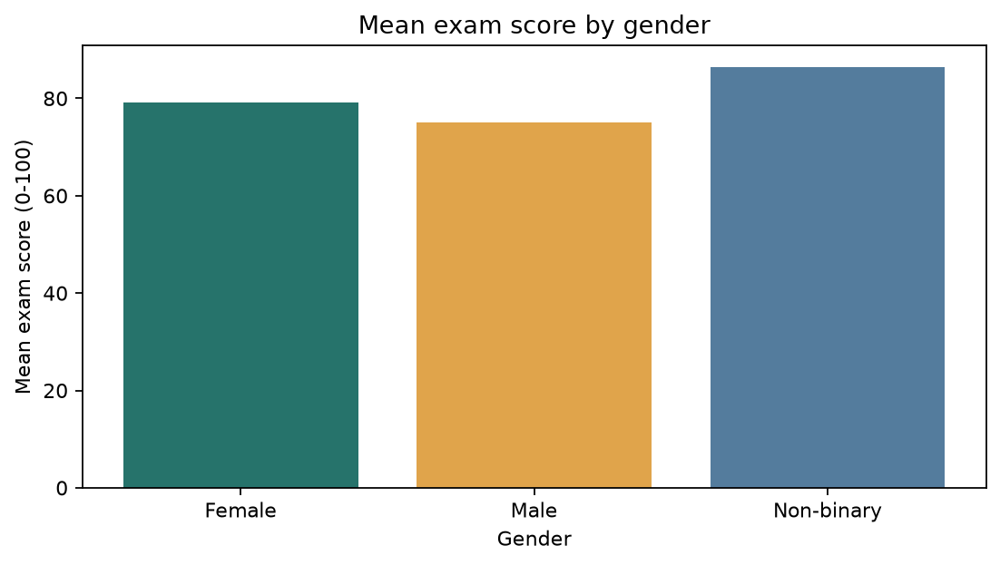 Mean exam score by gender
Mean exam score (0-100)
80
60
40
20
0
Female Male Non-binary
Gender